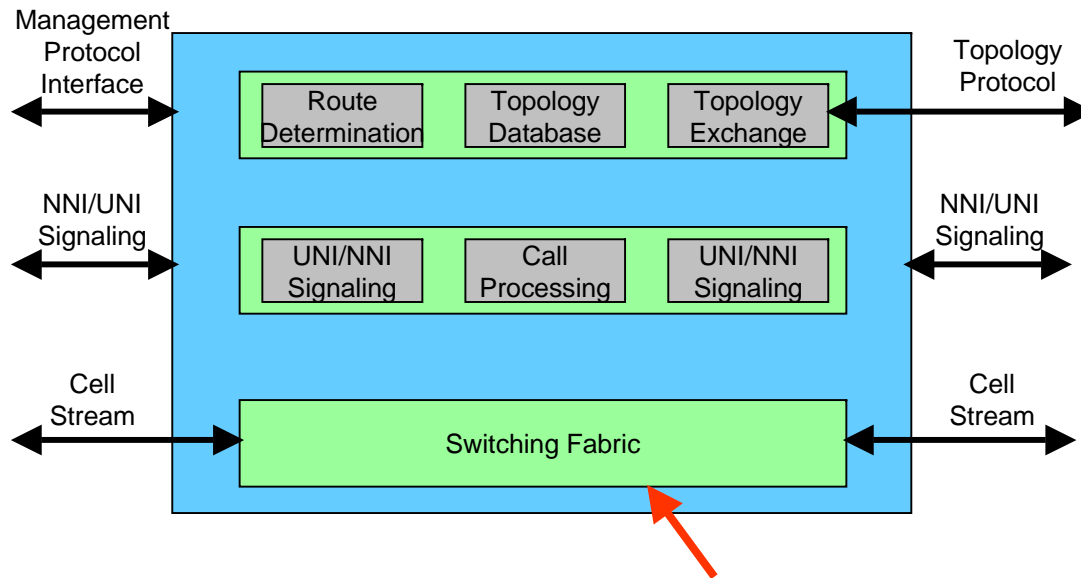 Management
Protocol
Interface
Topology
Protocol
Route
Determination
Topology
Database
Topology
Exchange
NNI/UNI
Signaling
NNI/UNI
Signaling
UNI/NNI
Signaling
Call
Processing
UNI/NNI
Signaling
Cell
Stream
Cell
Stream
Switching Fabric